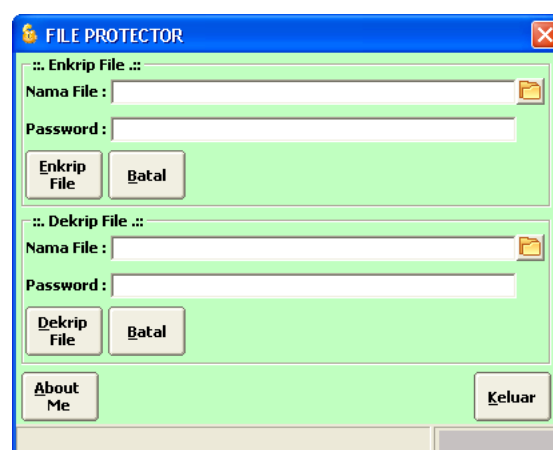 FILE PROTECTOR
::. Enkrip File .::
Nama File :
Password :
Enkrip
File
Batal
::. Dekrip File .::
Nama File :
Password :
Dekrip
File
Batal
About
Me
Keluar